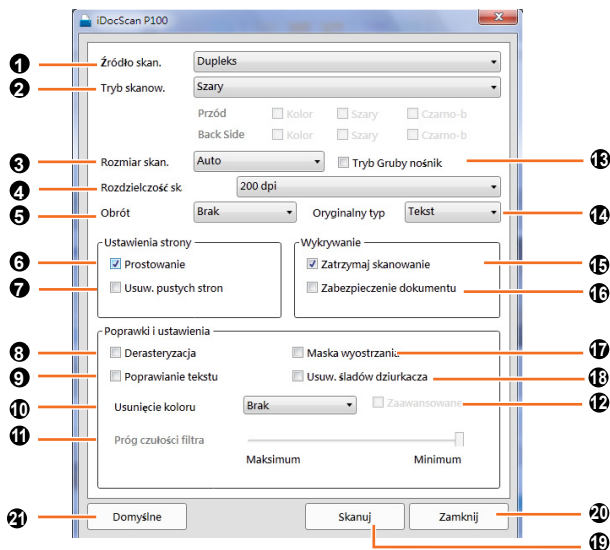 iDocScan P100
x
1 Źródło skan. Dupleks
2 Tryb skanow. Szary
Przód Kolor Szary Czarno-b
Back Side Kolor Szary Czarno-b
3 Rozmiar skan. Auto Tryb Gruby nośnik 13
4 Rozdzielczość sk. 200 dpi
5 Obrót Brak Oryginalny typ Tekst 14
Ustawienia strony Wykrywanie
6 Prostowanie Zatrzymaj skanowanie 15
7 Usuw. pustych stron Zabezpieczenie dokumentu 16
Poprawki i ustawienia
8 Derasteryzacja Maska wyostrzania 17
9 Poprawianie tekstu Usuw. śladów dziurkacza 18
10 Usunięcie koloru Brak Zaawansowane 12
11 Próg czułości filtra
Maksimum Minimum
21 Domyślne Skanuj Zamknij 20
19